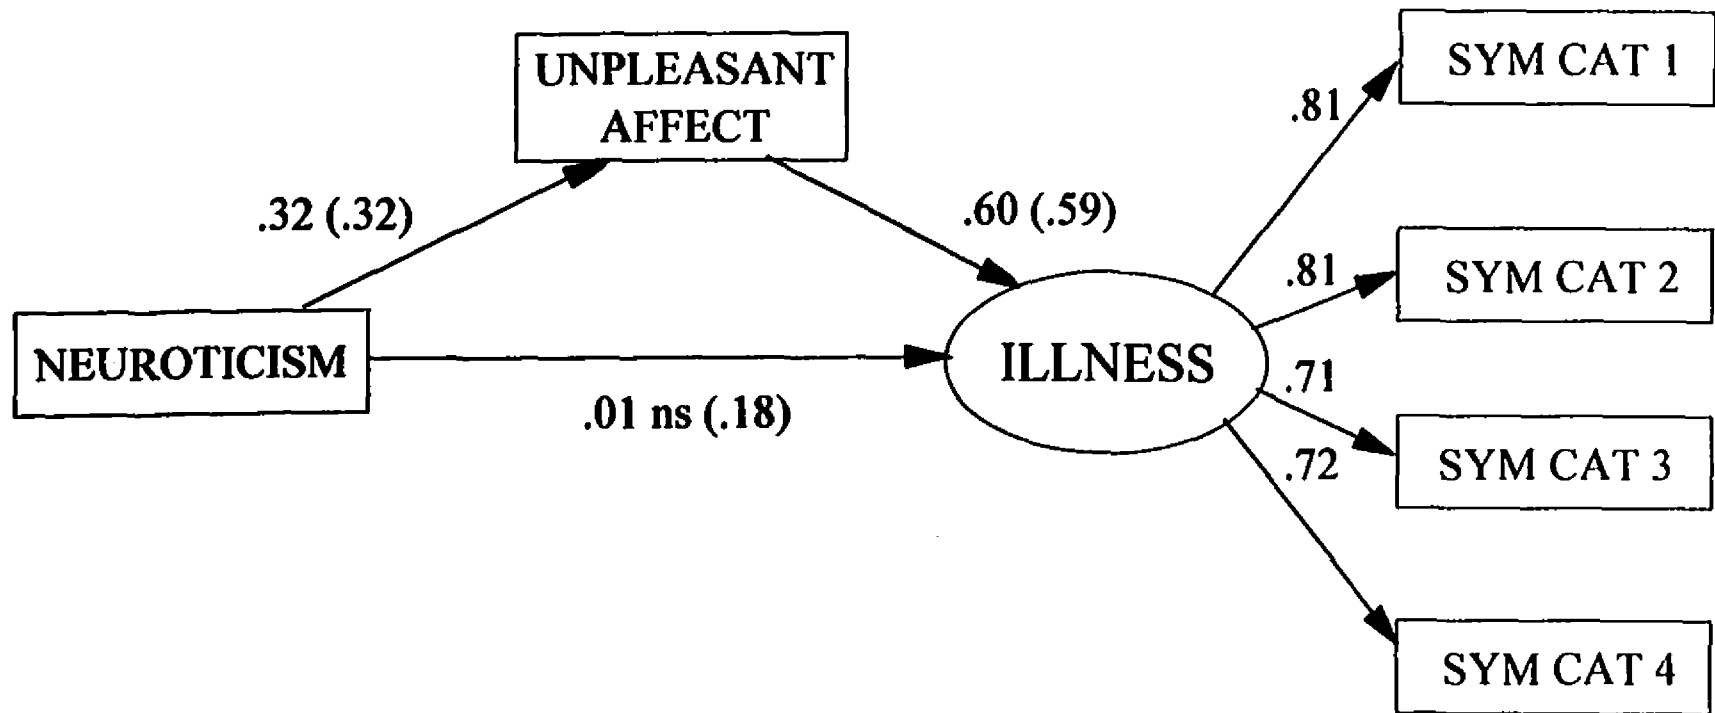 UNPLEASANT
AFFECT
SYM CAT 1
.81
.32 (.32)
.60 (.59)
.81
SYM CAT 2
NEUROTICISM
ILLNESS
.01 ns (.18)
.71
SYM CAT 3
.72
SYM CAT 4